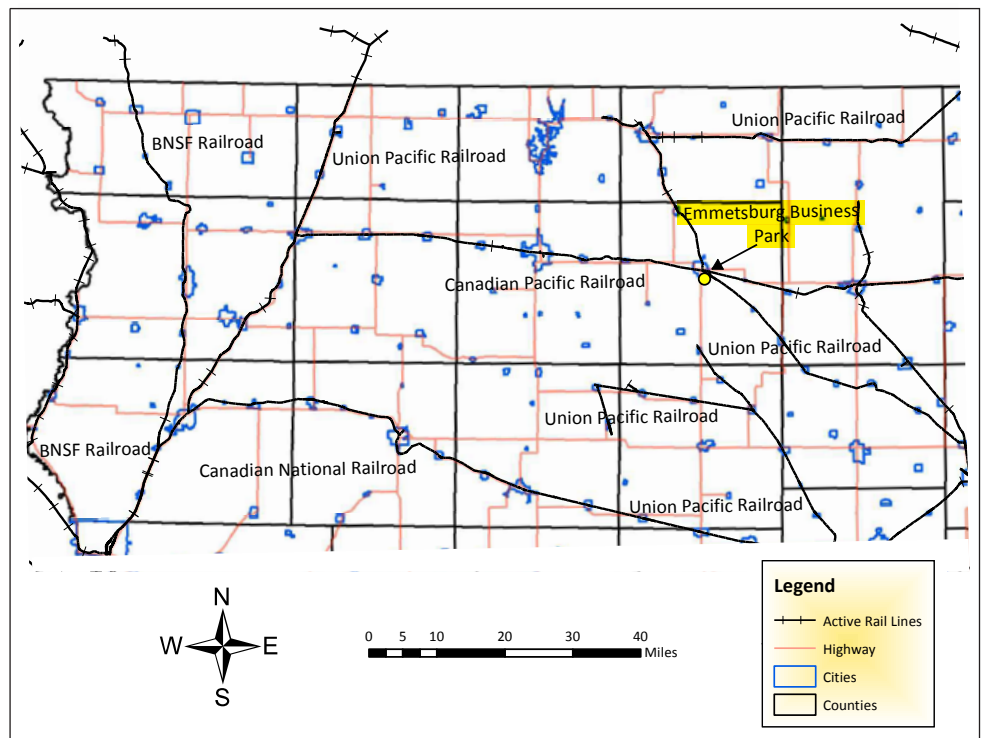 Union Pacific Railroad
BNSF Railroad
Union Pacific Railroad
Emmetsburg Business
Park
Canadian Pacific Railroad
Union Pacific Railroad
Union Pacific Railroad
BNSF Railroad
Canadian National Railroad
Union Pacific Railroad
N
W
E
S
0
5
10
20
30
40
Miles
Legend
Active Rail Lines
Highway
Cities
Counties